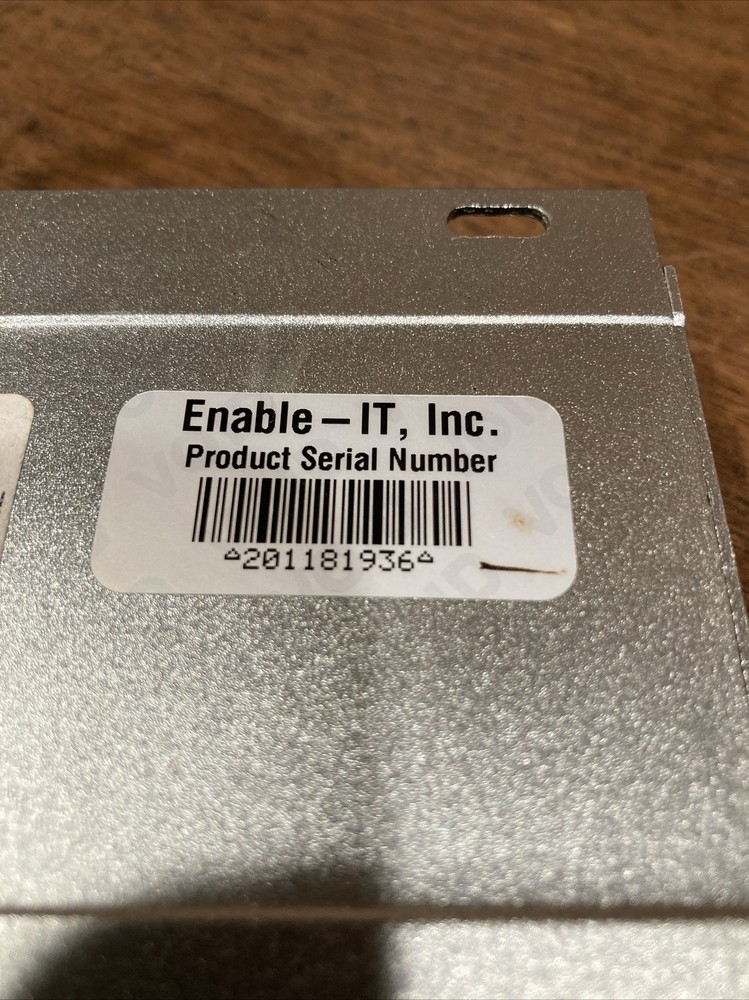 Enable – IT, Inc.
Product Serial Number
△201181936△